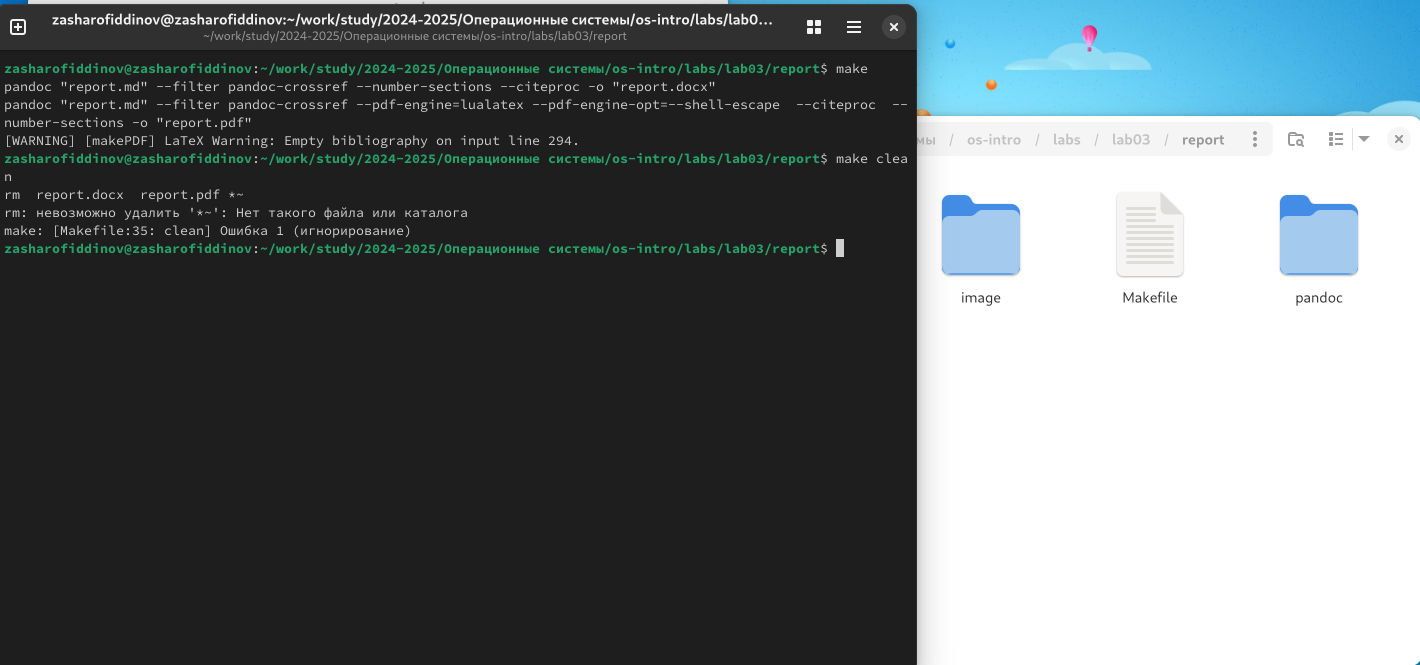 zasharofiddinov@zasharofiddinov:~/work/study/2024-2025/Операционные системы/os-intro/labs/lab0…
~/work/study/2024-2025/Операционные системы/os-intro/labs/lab03/report
zasharofiddinov@zasharofiddinov:~/work/study/2024-2025/Операционные системы/os-intro/labs/lab03/report$ make
pandoc "report.md" --filter pandoc-crossref --number-sections --citeproc -o "report.docx"
pandoc "report.md" --filter pandoc-crossref --pdf-engine=lualatex --pdf-engine-opt=--shell-escape  --citeproc  --
number-sections -o "report.pdf"
[WARNING] [makePDF] LaTeX Warning: Empty bibliography on input line 294.
zasharofiddinov@zasharofiddinov:~/work/study/2024-2025/Операционные системы/os-intro/labs/lab03/report$ make clea
n
rm  report.docx  report.pdf *~
rm: невозможно удалить '*~': Нет такого файла или каталога
make: [Makefile:35: clean] Ошибка 1 (игнорирование)
zasharofiddinov@zasharofiddinov:~/work/study/2024-2025/Операционные системы/os-intro/labs/lab03/report$
мы / os-intro / labs / lab03 / report
image
Makefile
pandoc